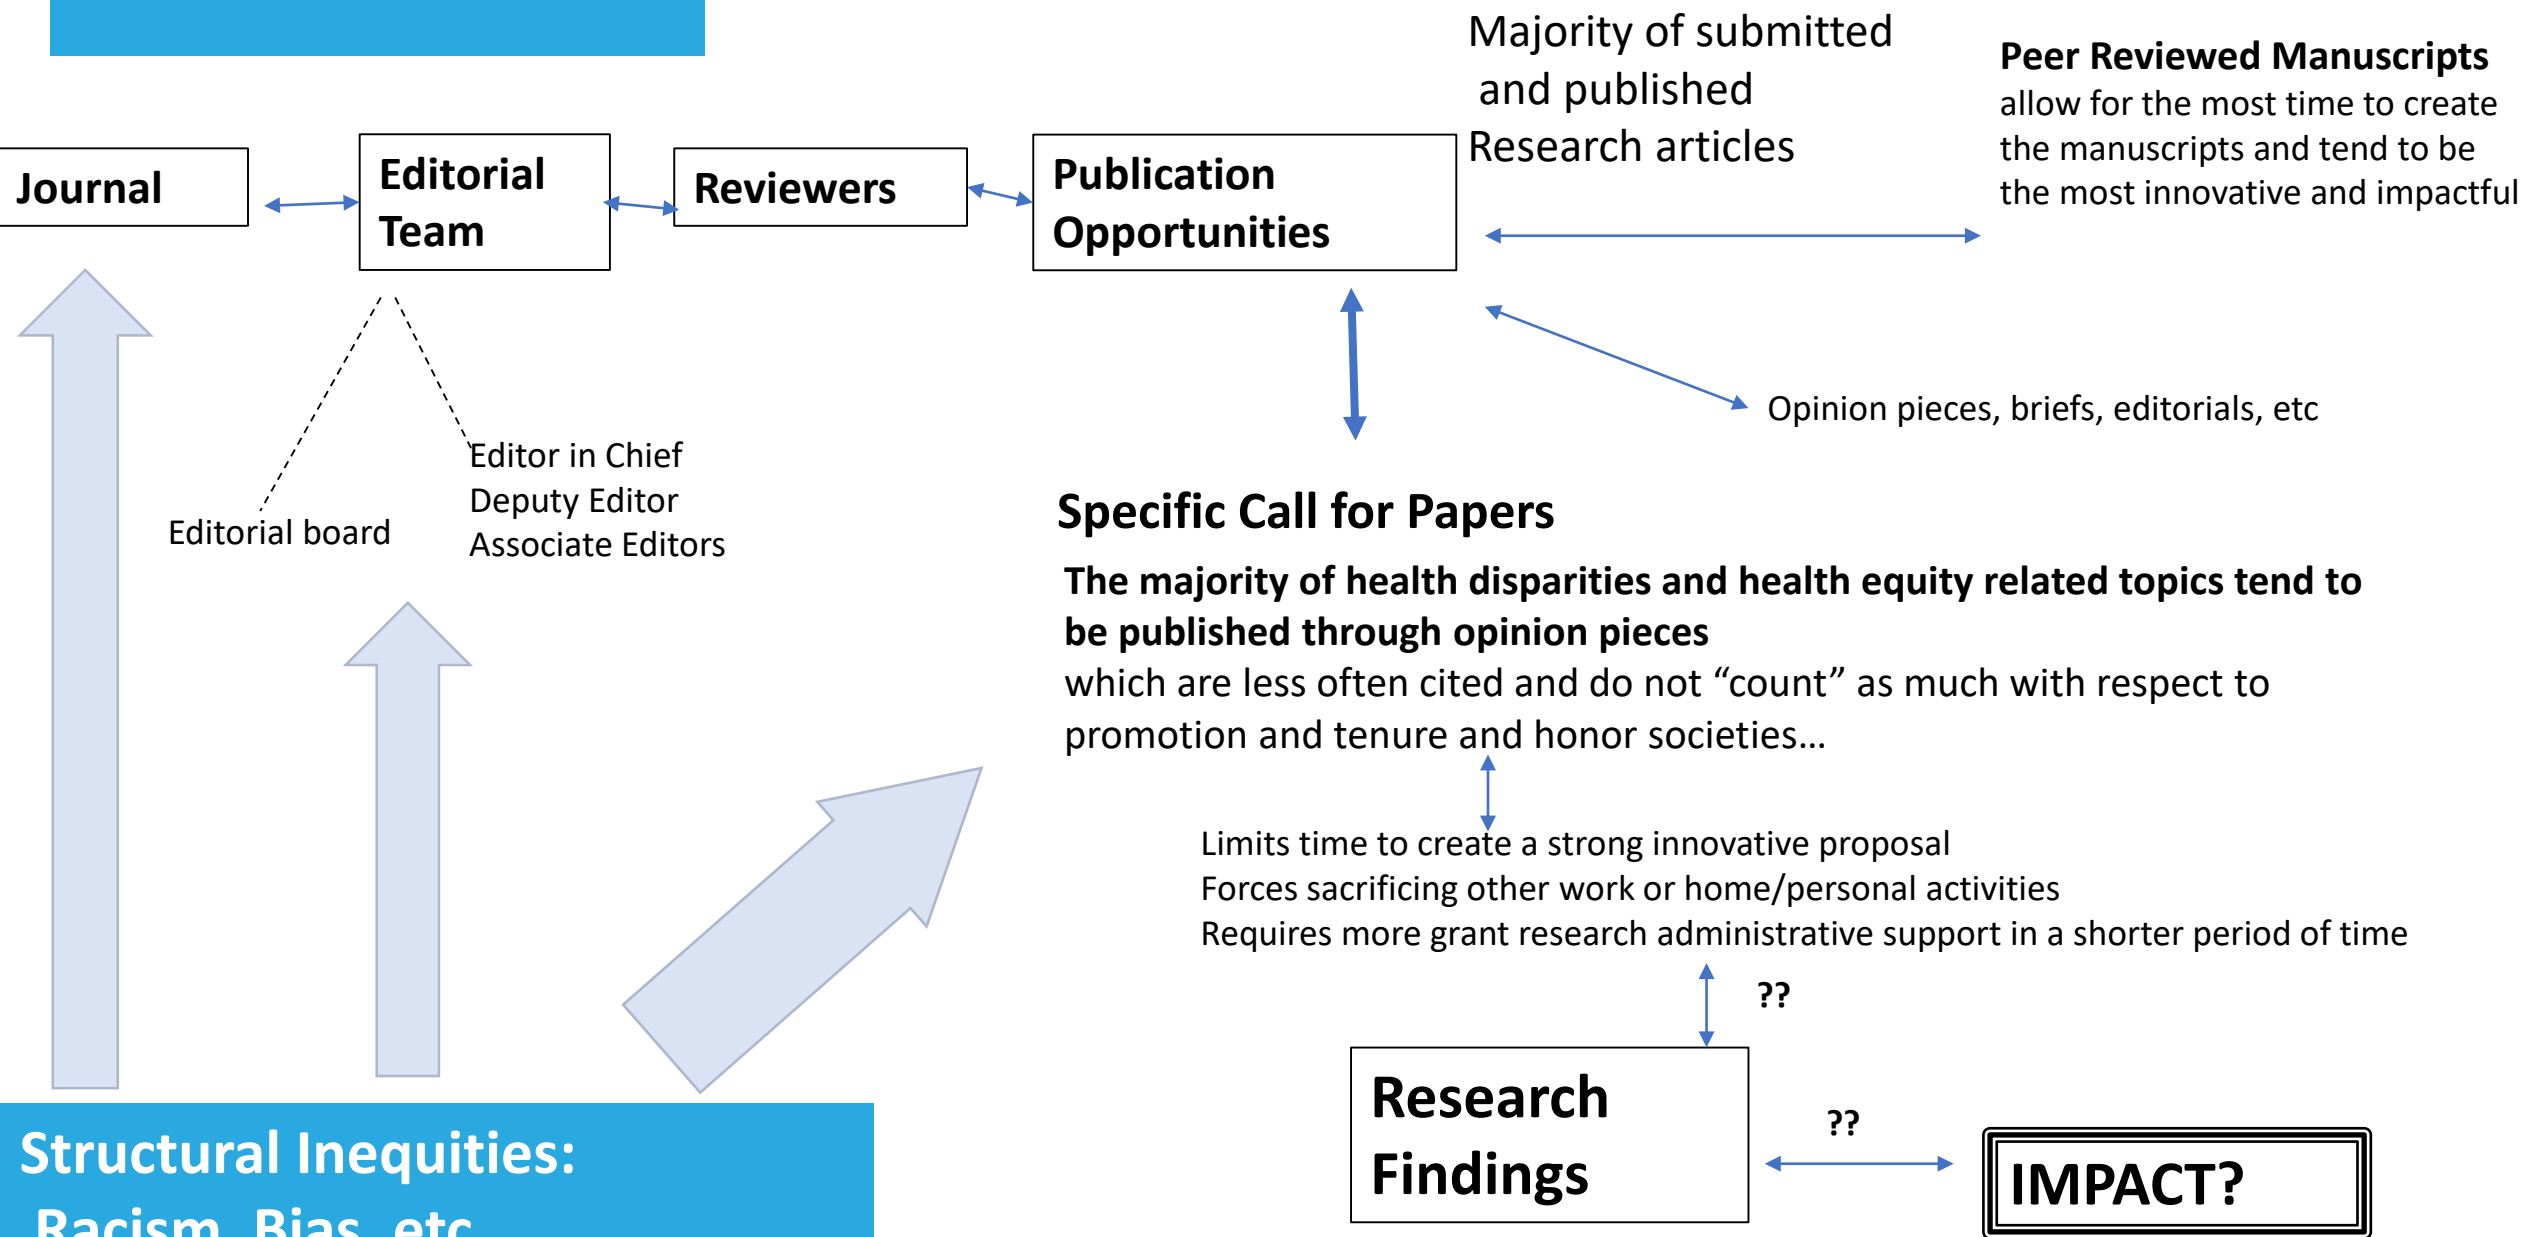 Majority of submitted
and published
Research articles
Peer Reviewed Manuscripts
allow for the most time to create
the manuscripts and tend to be
the most innovative and impactful
Journal
Editorial
Team
Reviewers
Publication
Opportunities
Opinion pieces, briefs, editorials, etc
Editor in Chief
Deputy Editor
Associate Editors
Editorial board
Specific Call for Papers
The majority of health disparities and health equity related topics tend to
be published through opinion pieces
which are less often cited and do not “count” as much with respect to
promotion and tenure and honor societies…
Limits time to create a strong innovative proposal
Forces sacrificing other work or home/personal activities
Requires more grant research administrative support in a shorter period of time
??
Research
Findings
??
IMPACT?
Structural Inequities:
Racism, Bias, etc